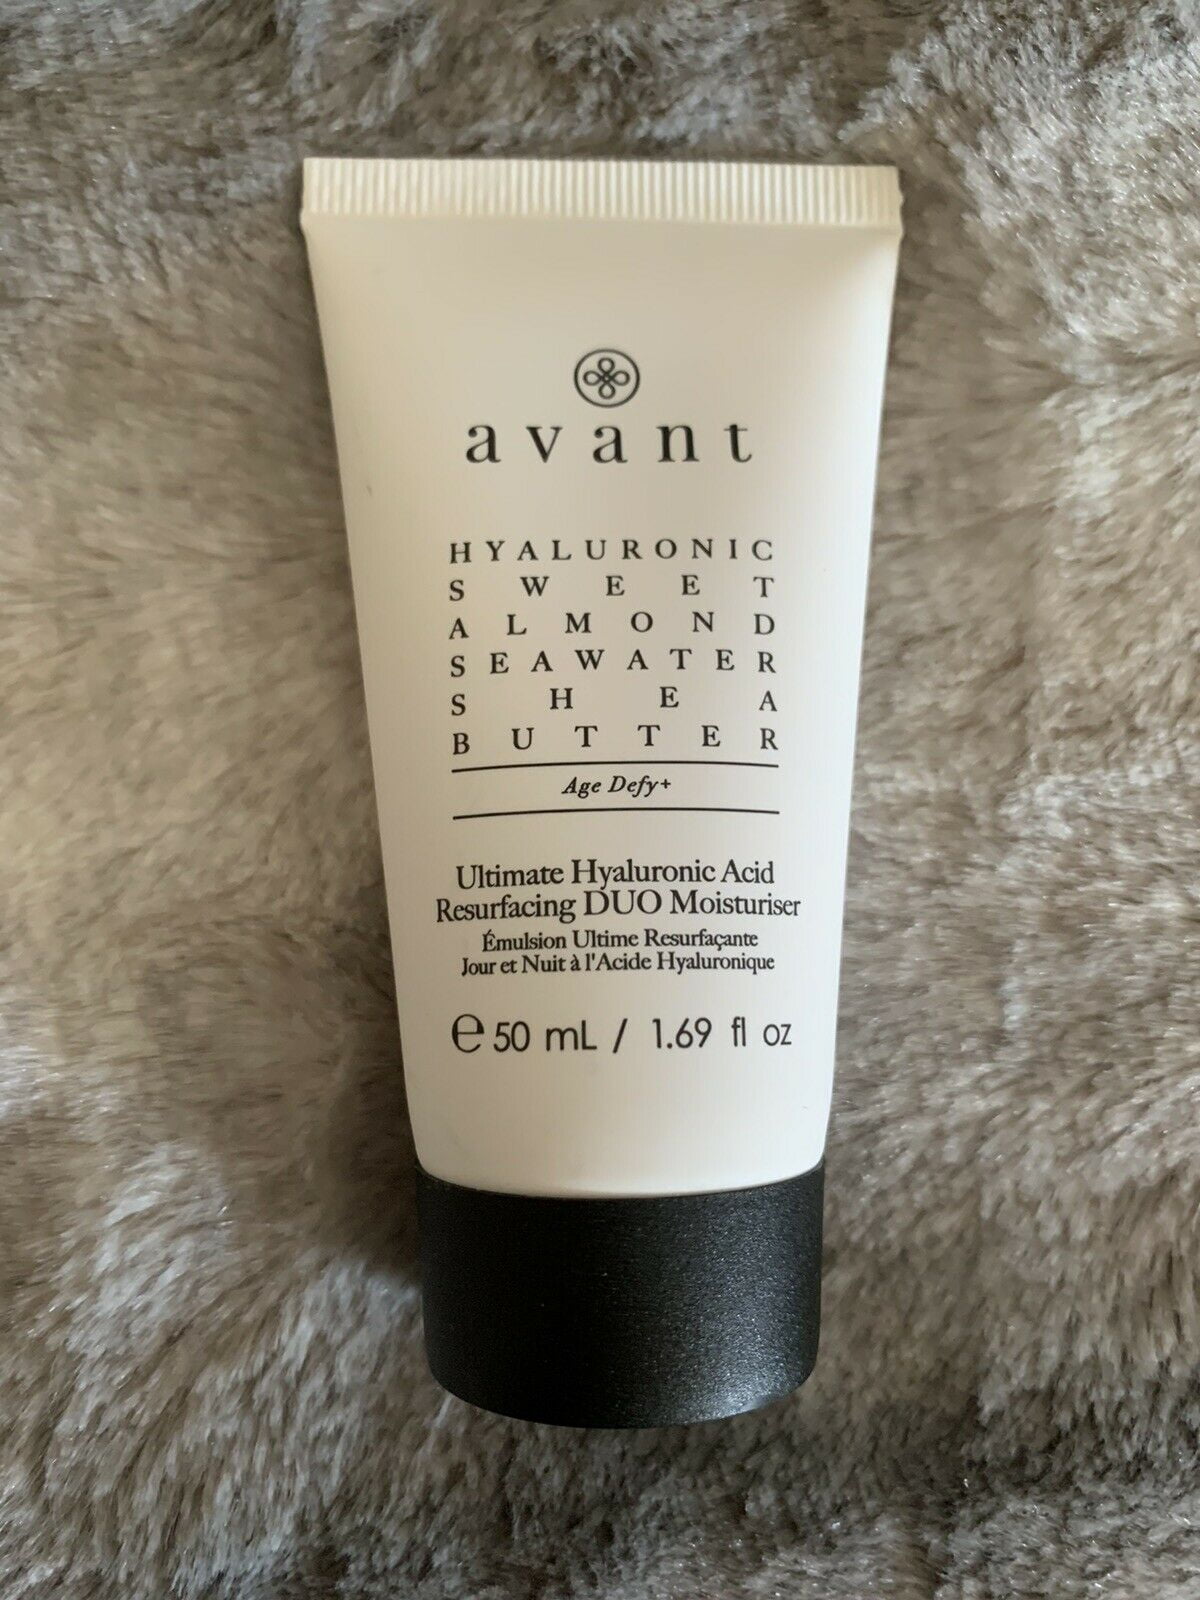 avant
HYALURONIC
SWEET
ALMOND
SEAWATER
SHEA
BUTTER
Age Defy+
Ultimate Hyaluronic Acid
Resurfacing DUO Moisturiser
Émulsion Ultime Resurfaçante
Jour et Nuit à l'Acide Hyaluronique
℮50 mL / 1.69 fl oz